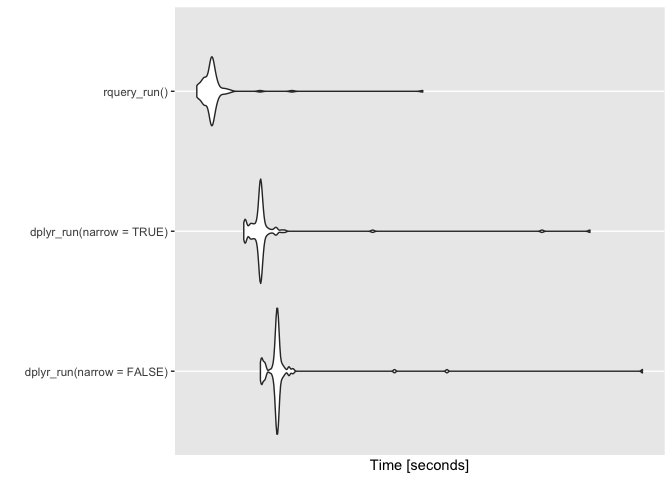 rquery_run()
dplyr_run(narrow = TRUE)
dplyr_run(narrow = FALSE)
Time [seconds]